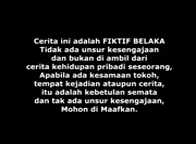 Cerita ini adalah FIKTIF BELAKA
Tidak ada unsur kesengajaan
dan bukan di ambil dari
cerita kehidupan pribadi seseorang,
Apabila ada kesamaan tokoh,
tempat kejadian ataupun cerita,
itu adalah kebetulan semata
dan tak ada unsur kesengajaan,
Mohon di Maafkan.